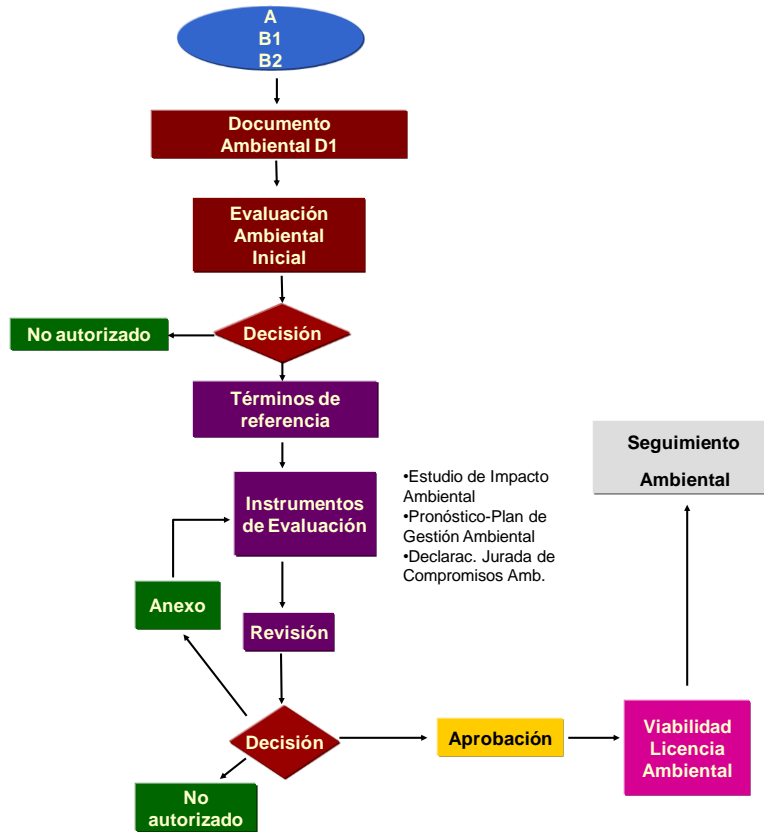 A
B1
B2
Documento
Ambiental D1
Evaluación
Ambiental
Inicial
No autorizado
Decisión
Términos de
referencia
Seguimiento
Ambiental
Instrumentos
de Evaluación
•Estudio de Impacto
Ambiental
•Pronóstico-Plan de
Gestión Ambiental
•Declarac. Jurada de
Compromisos Amb.
Anexo
Revisión
Decisión
Aprobación
Viabilidad
Licencia
Ambiental
No
autorizado